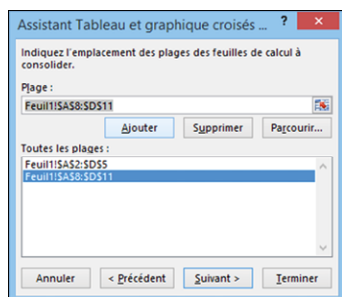 Assistant Tableau et graphique croisés ... ?
Indiquez l'emplacement des plages des feuilles de calcul à
consolider.
Plage :
Feuil1!$A$8:$D$11
Ajouter Supprimer Parcourir...
Toutes les plages :
Feuil1!$A$2:$D$5
Feuil1!$A$8:$D$11
Annuler < Précédent Suivant > Terminer